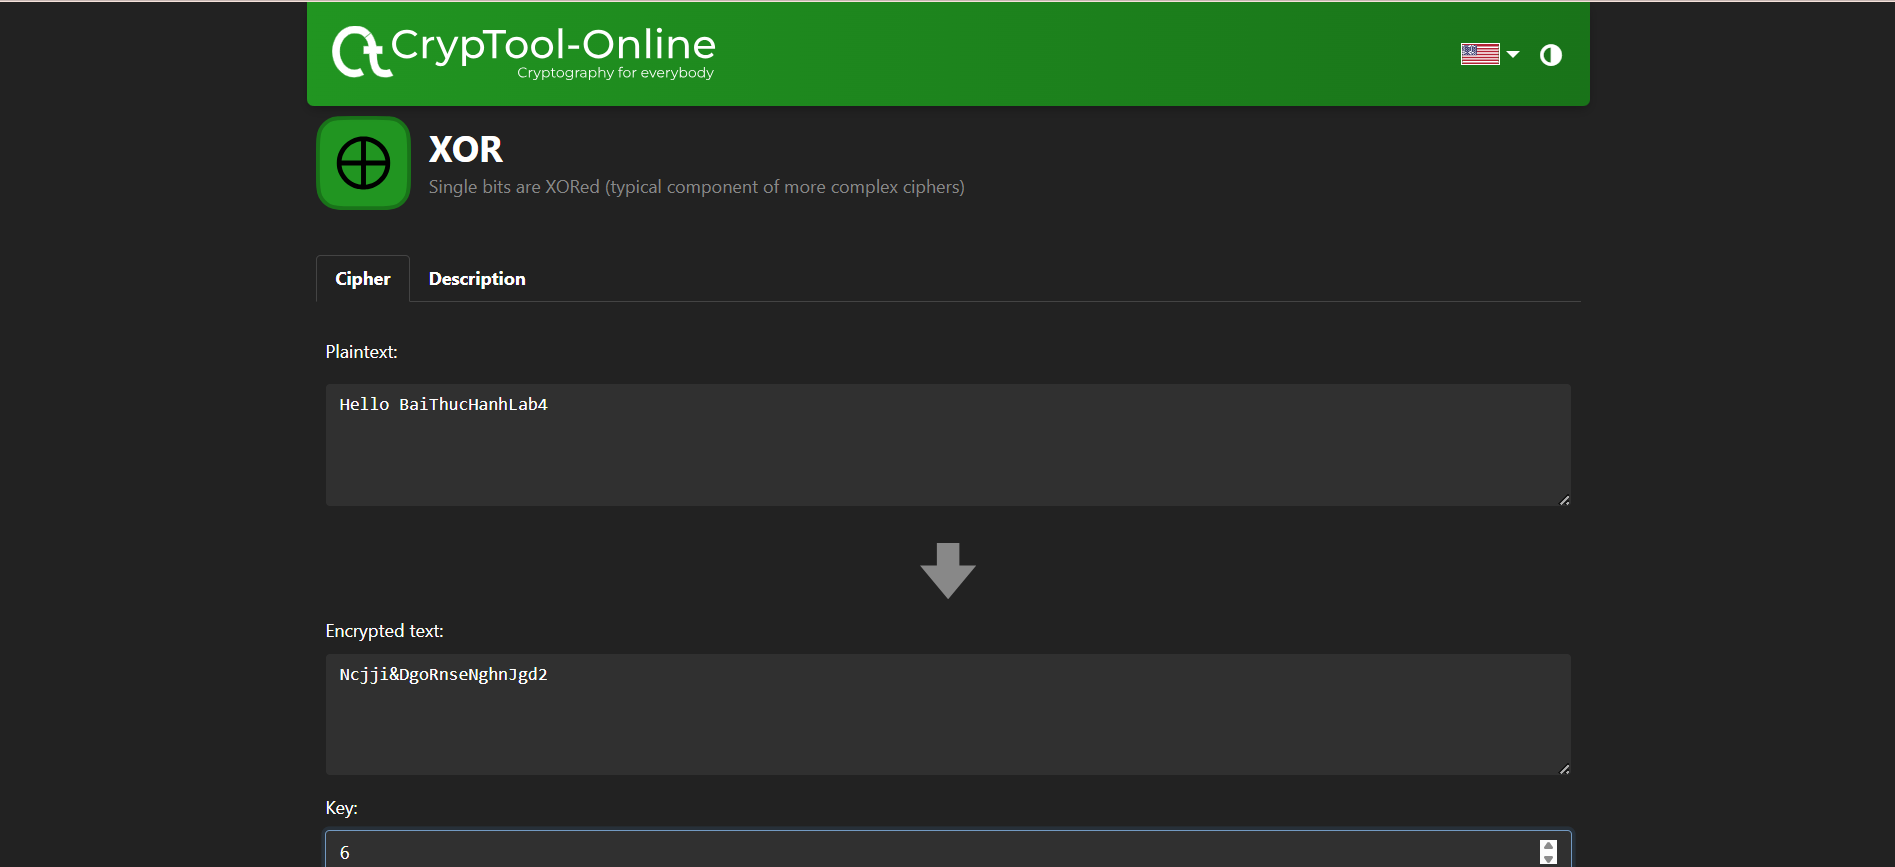 CrypTool-Online
Cryptography for everybody
XOR
Single bits are XORed (typical component of more complex ciphers)
Cipher Description
Plaintext:
Hello BaiThucHanhLab4
Encrypted text:
Ncjji&DgoRnseNghnJgd2
Key:
6